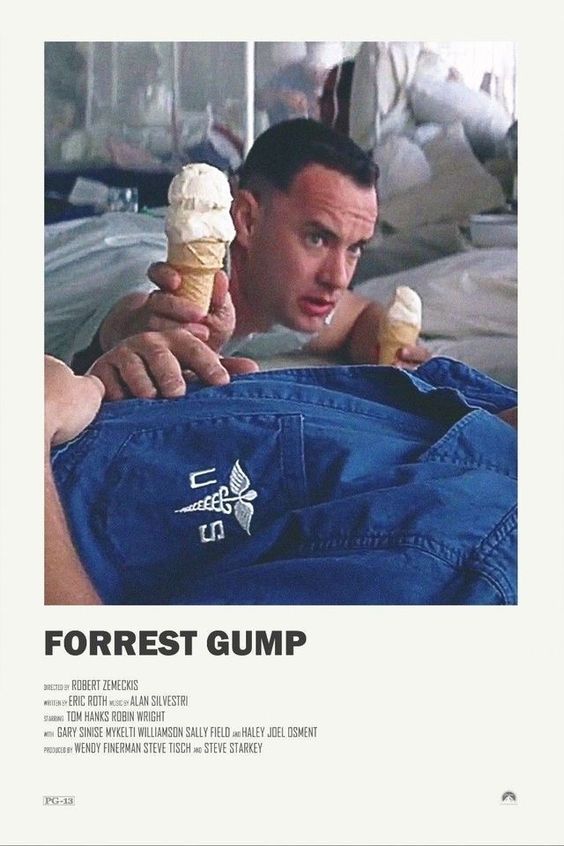 U S
FORREST GUMP
DIRECTED BY ROBERT ZEMECKIS
WRITTEN BY ERIC ROTH MUSIC BY ALAN SILVESTRI
STARRING TOM HANKS ROBIN WRIGHT
WITH GARY SINISE MYKELTI WILLIAMSON SALLY FIELD AND HALEY JOEL OSMENT
PRODUCED BY WENDY FINERMAN STEVE TISCH AND STEVE STARKEY
PG-13